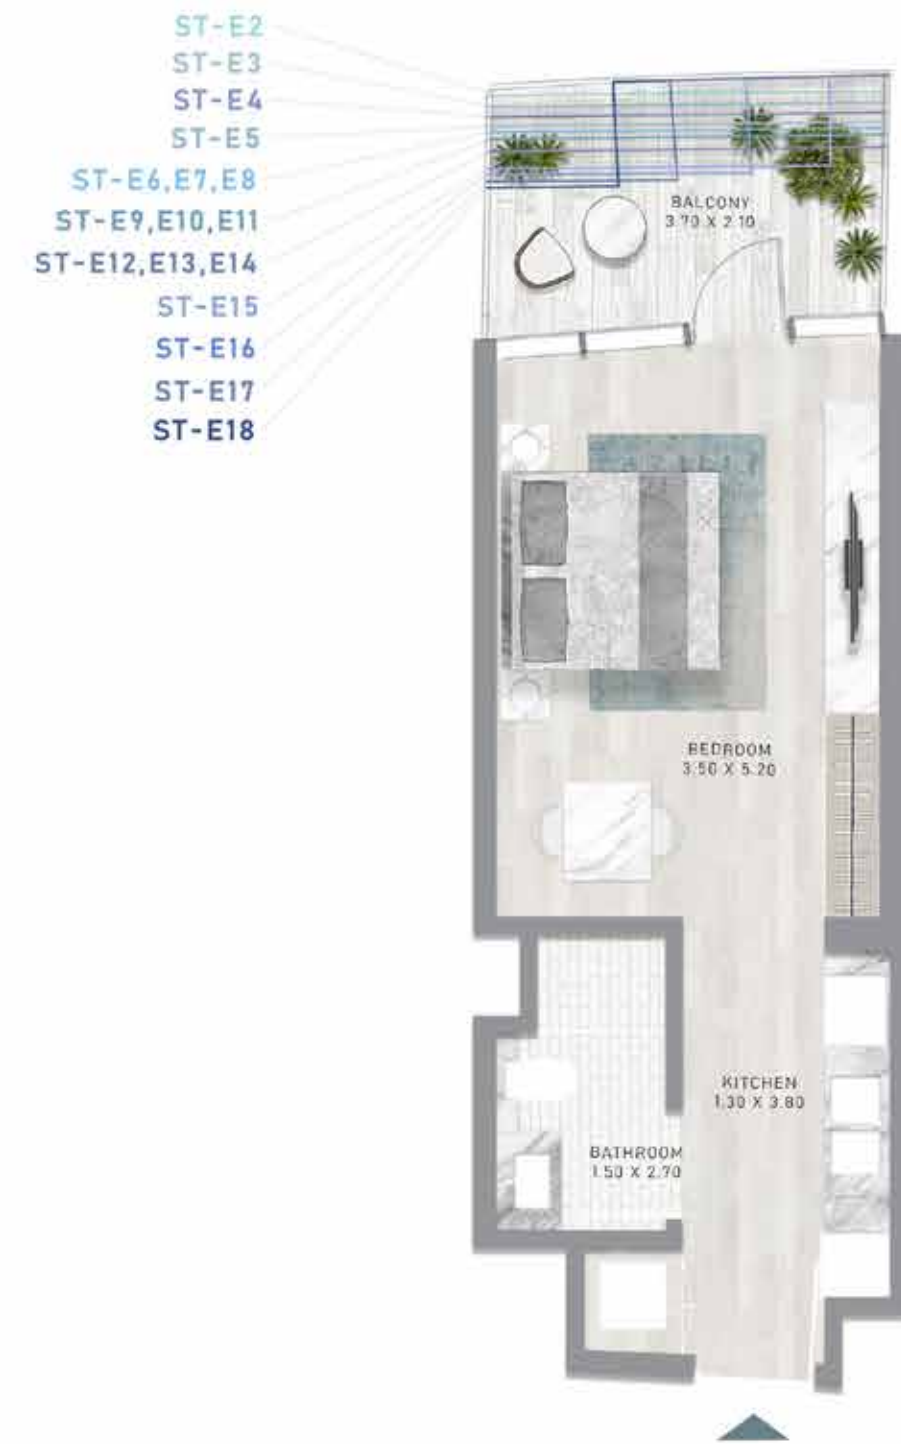 ST-E2
ST-E3
ST-E4
ST-E5
ST-E6,E7,E8
ST-E9,E10,E11
ST-E12,E13,E14
ST-E15
ST-E16
ST-E17
ST-E18
BALCONY
3.70 X 2.10
BEDROOM
3.50 X 5.20
KITCHEN
1.30 X 3.80
BATHROOM
1.50 X 2.70